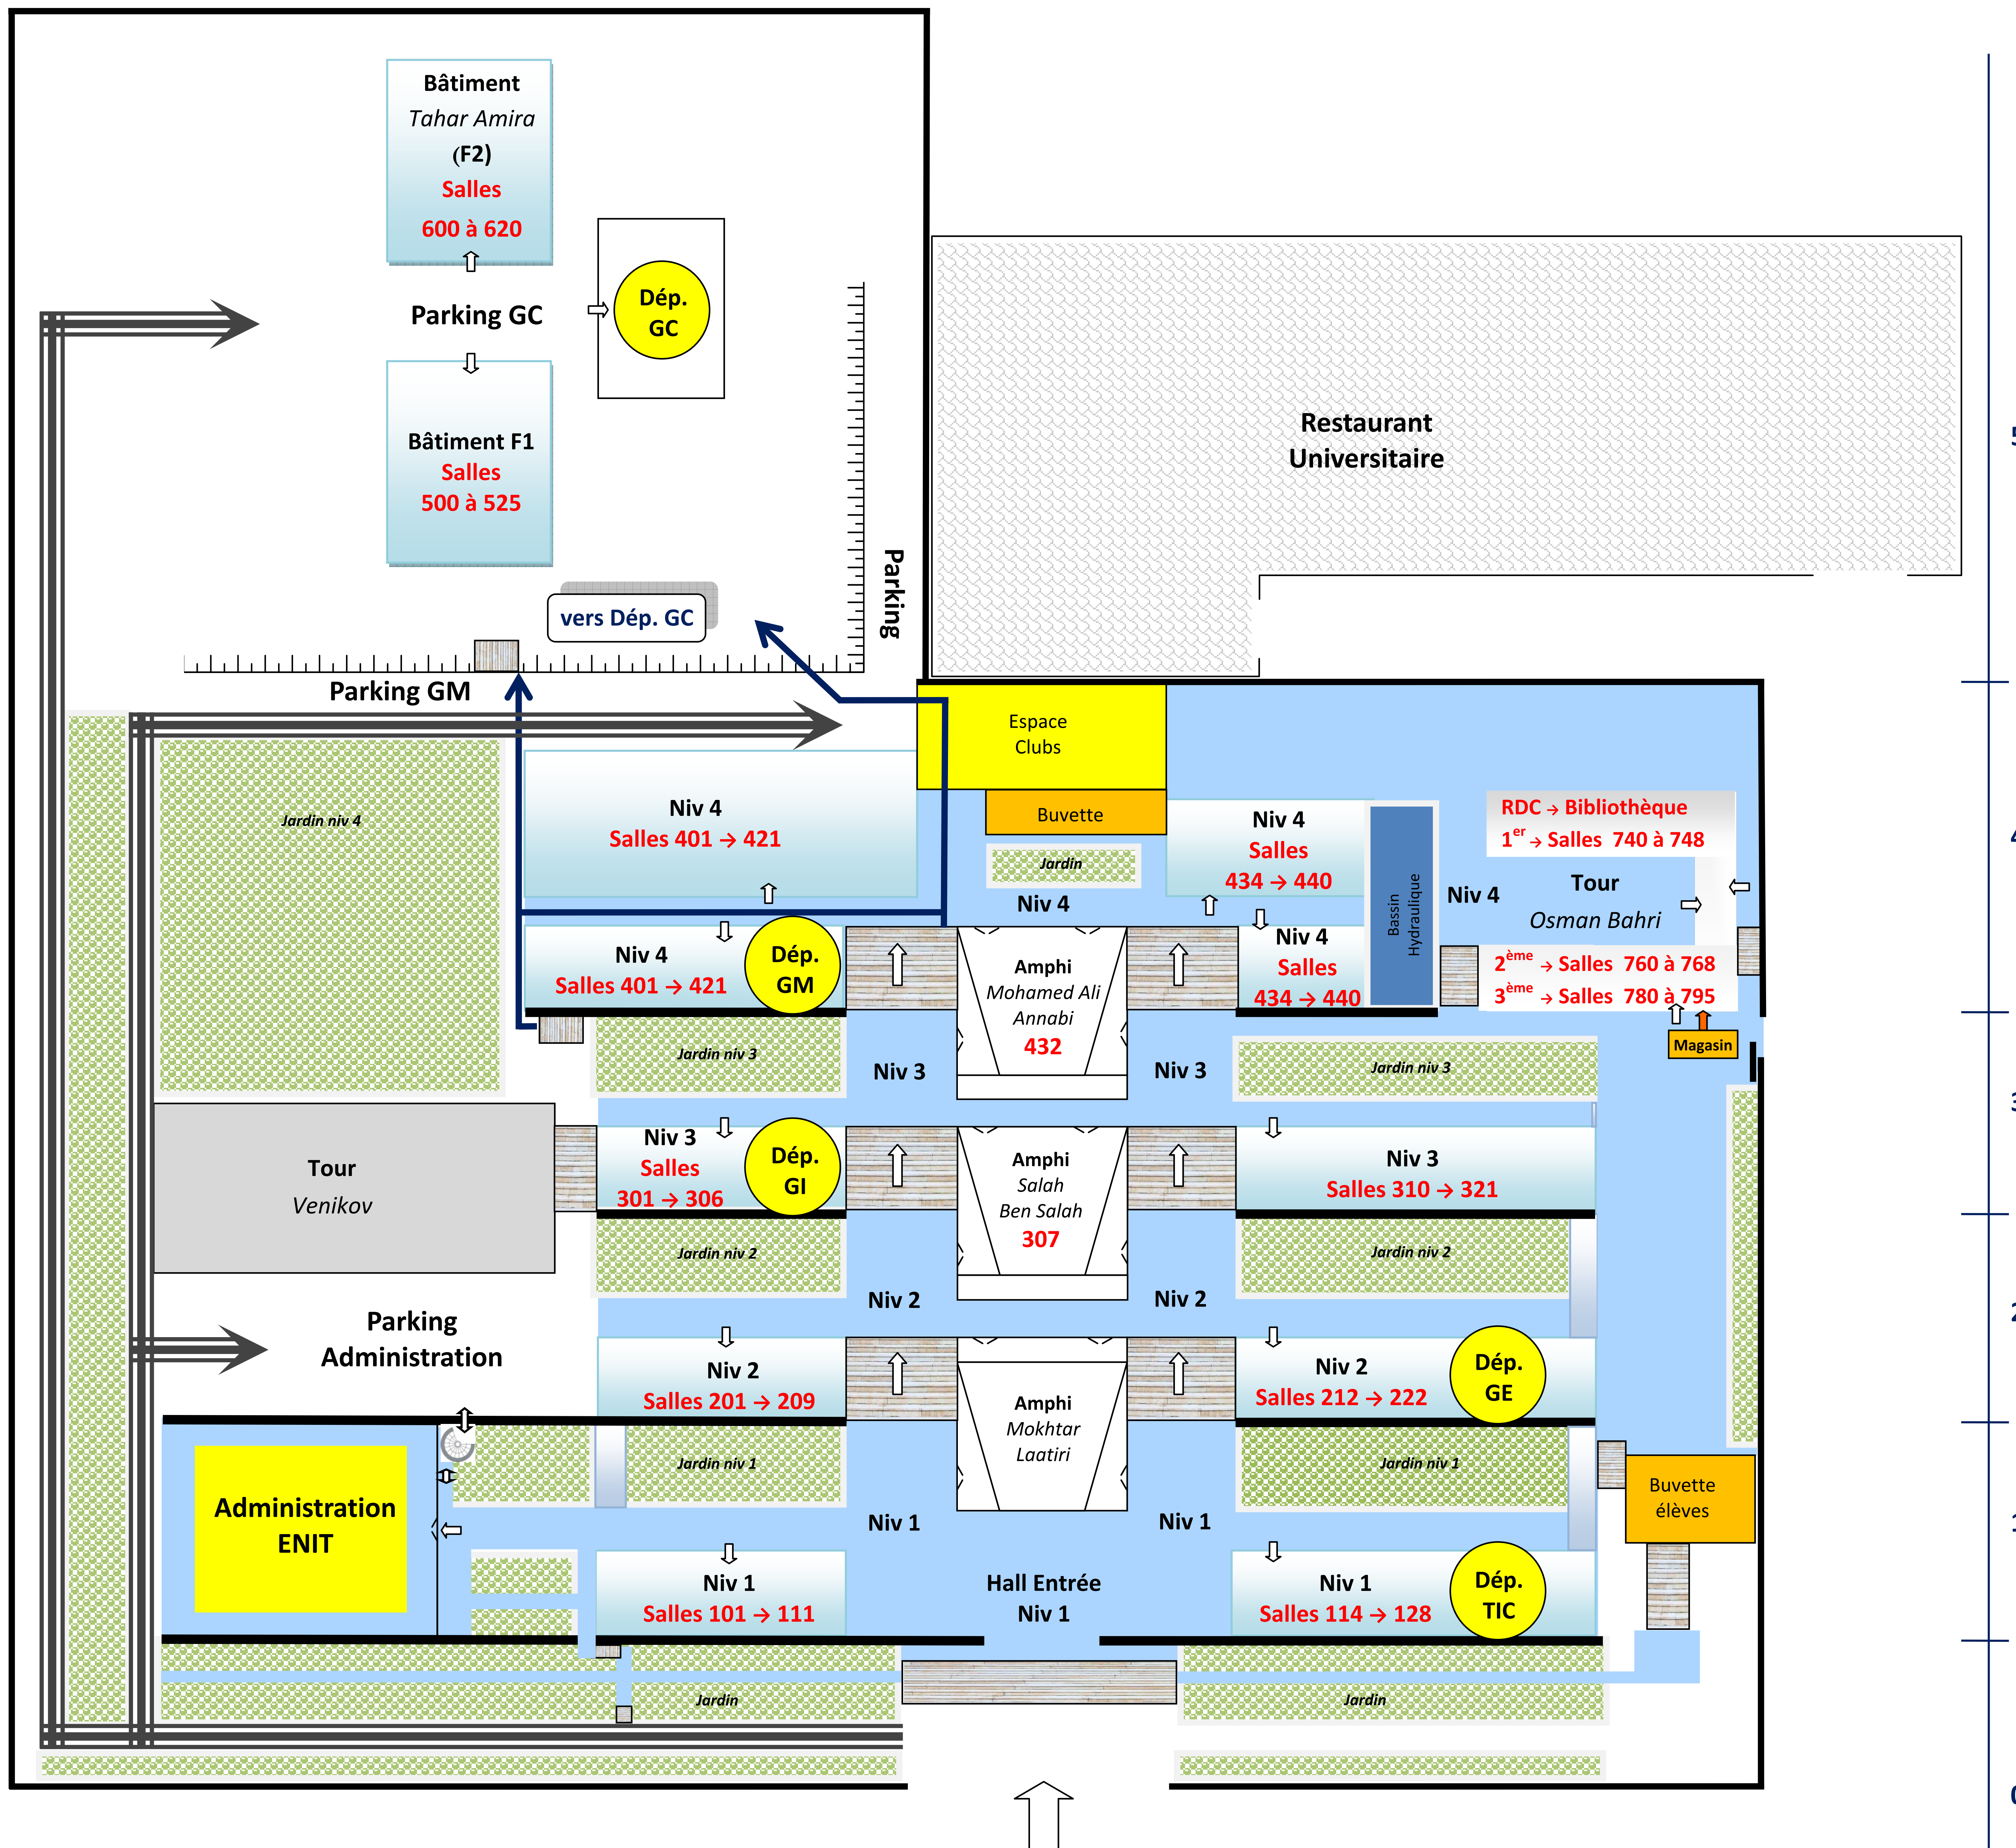 Bâtiment
Tahar Amira
(F2)
Salles
600 à 620
Parking GC
Dép.
GC
Bâtiment F1
Salles
500 à 525
Restaurant
Universitaire
Parking
vers Dép. GC
Parking GM
Espace
Clubs
Buvette
Jardin
Niv 4
Jardin niv 4
Niv 4
Salles 401 → 421
Niv 4
Salles
434 → 440
Bassin
Hydraulique
RDC → Bibliothèque
1er → Salles 740 à 748
Niv 4
Tour
Osman Bahri
2ème → Salles 760 à 768
3ème → Salles 780 à 795
Magasin
Niv 4
Salles 401 → 421
Dép.
GM
Amphi
Mohamed Ali
Annabi
432
Niv 4
Salles
434 → 440
Jardin niv 3
Niv 3
Niv 3
Jardin niv 3
Tour
Venikov
Niv 3
Salles
301 → 306
Dép.
GI
Amphi
Salah
Ben Salah
307
Niv 3
Salles 310 → 321
Jardin niv 2
Niv 2
Niv 2
Jardin niv 2
Parking
Administration
Niv 2
Salles 201 → 209
Amphi
Mokhtar
Laatiri
Niv 2
Salles 212 → 222
Dép.
GE
Jardin niv 1
Jardin niv 1
Buvette
élèves
Administration
ENIT
Niv 1
Niv 1
Niv 1
Salles 101 → 111
Hall Entrée
Niv 1
Niv 1
Salles 114 → 128
Dép.
TIC
Jardin
Jardin